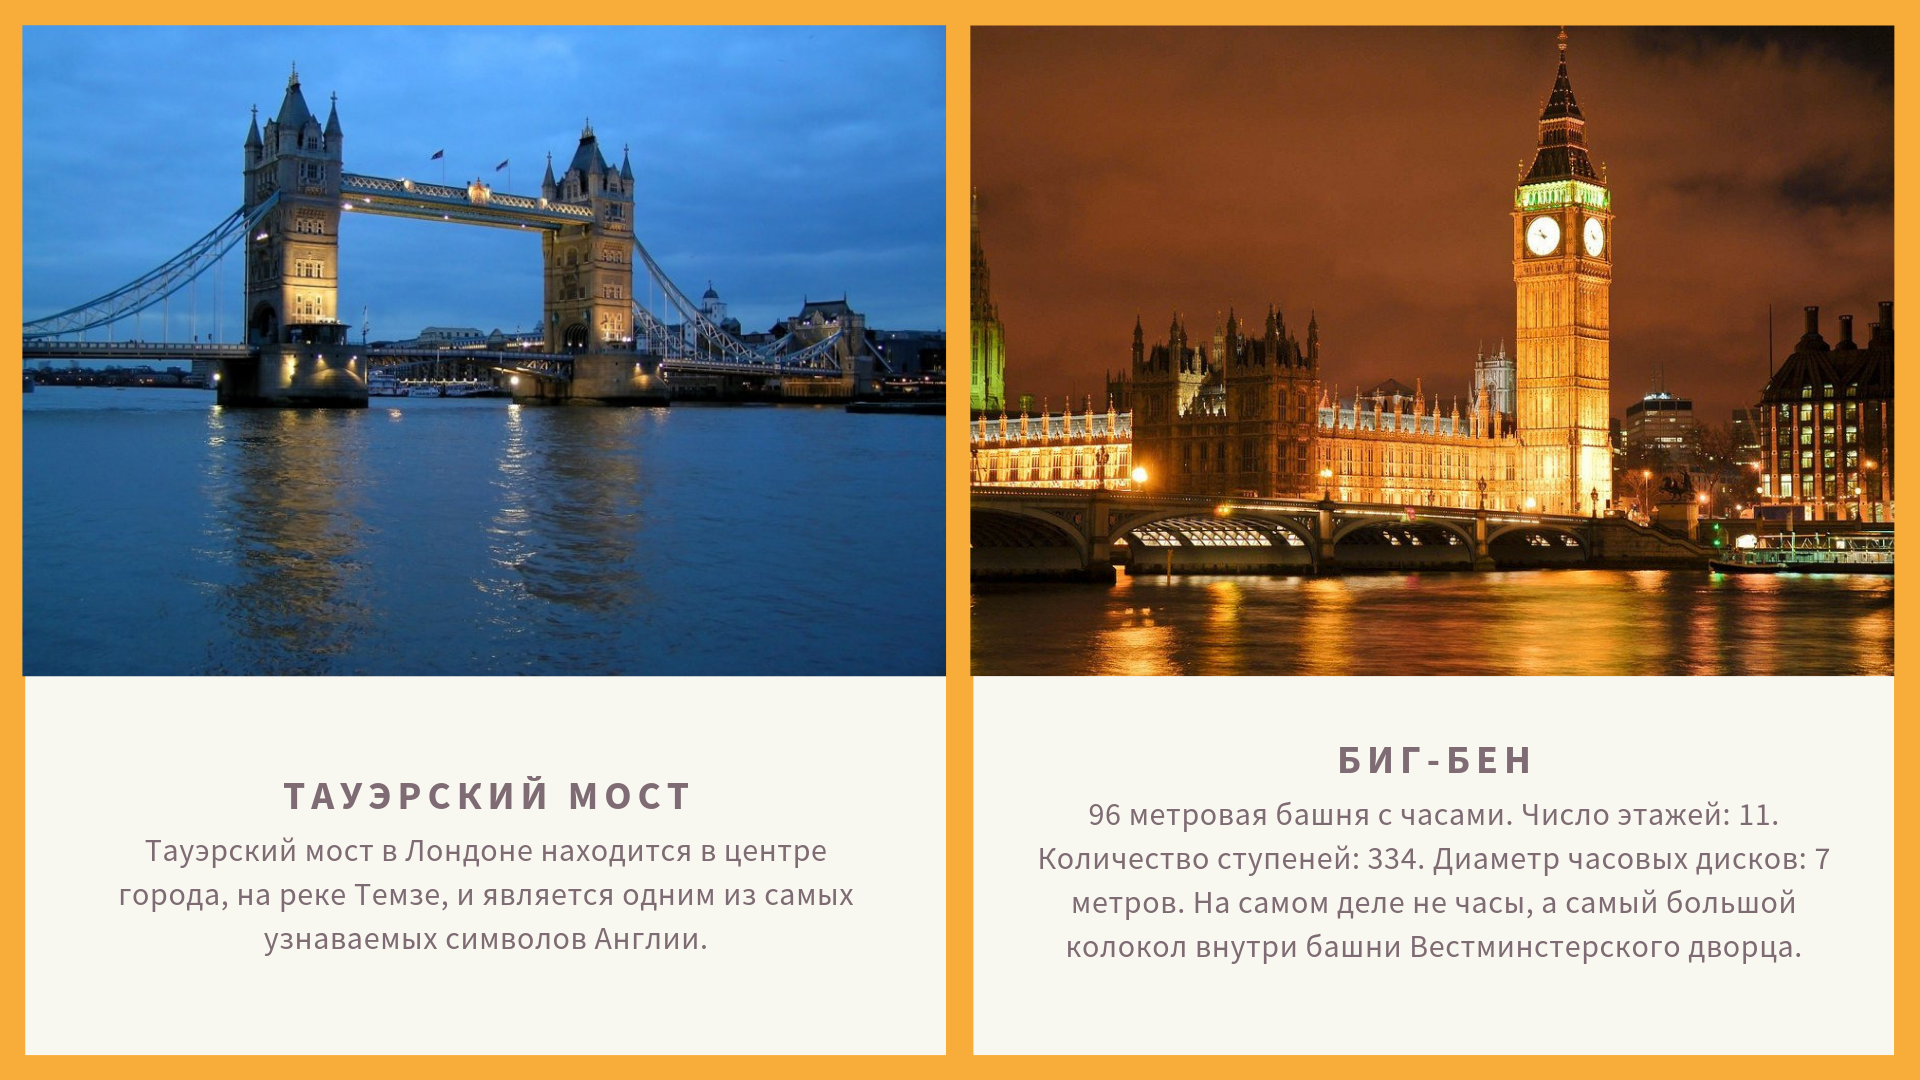 ТАУЭРСКИЙ МОСТ
Тауэрский мост в Лондоне находится в центре
города, на реке Темзе, и является одним из самых
узнаваемых символов Англии.
БИГ-БЕН
96 метровая башня с часами. Число этажей: 11.
Количество ступеней: 334. Диаметр часовых дисков: 7
метров. На самом деле не часы, а самый большой
колокол внутри башни Вестминстерского дворца.